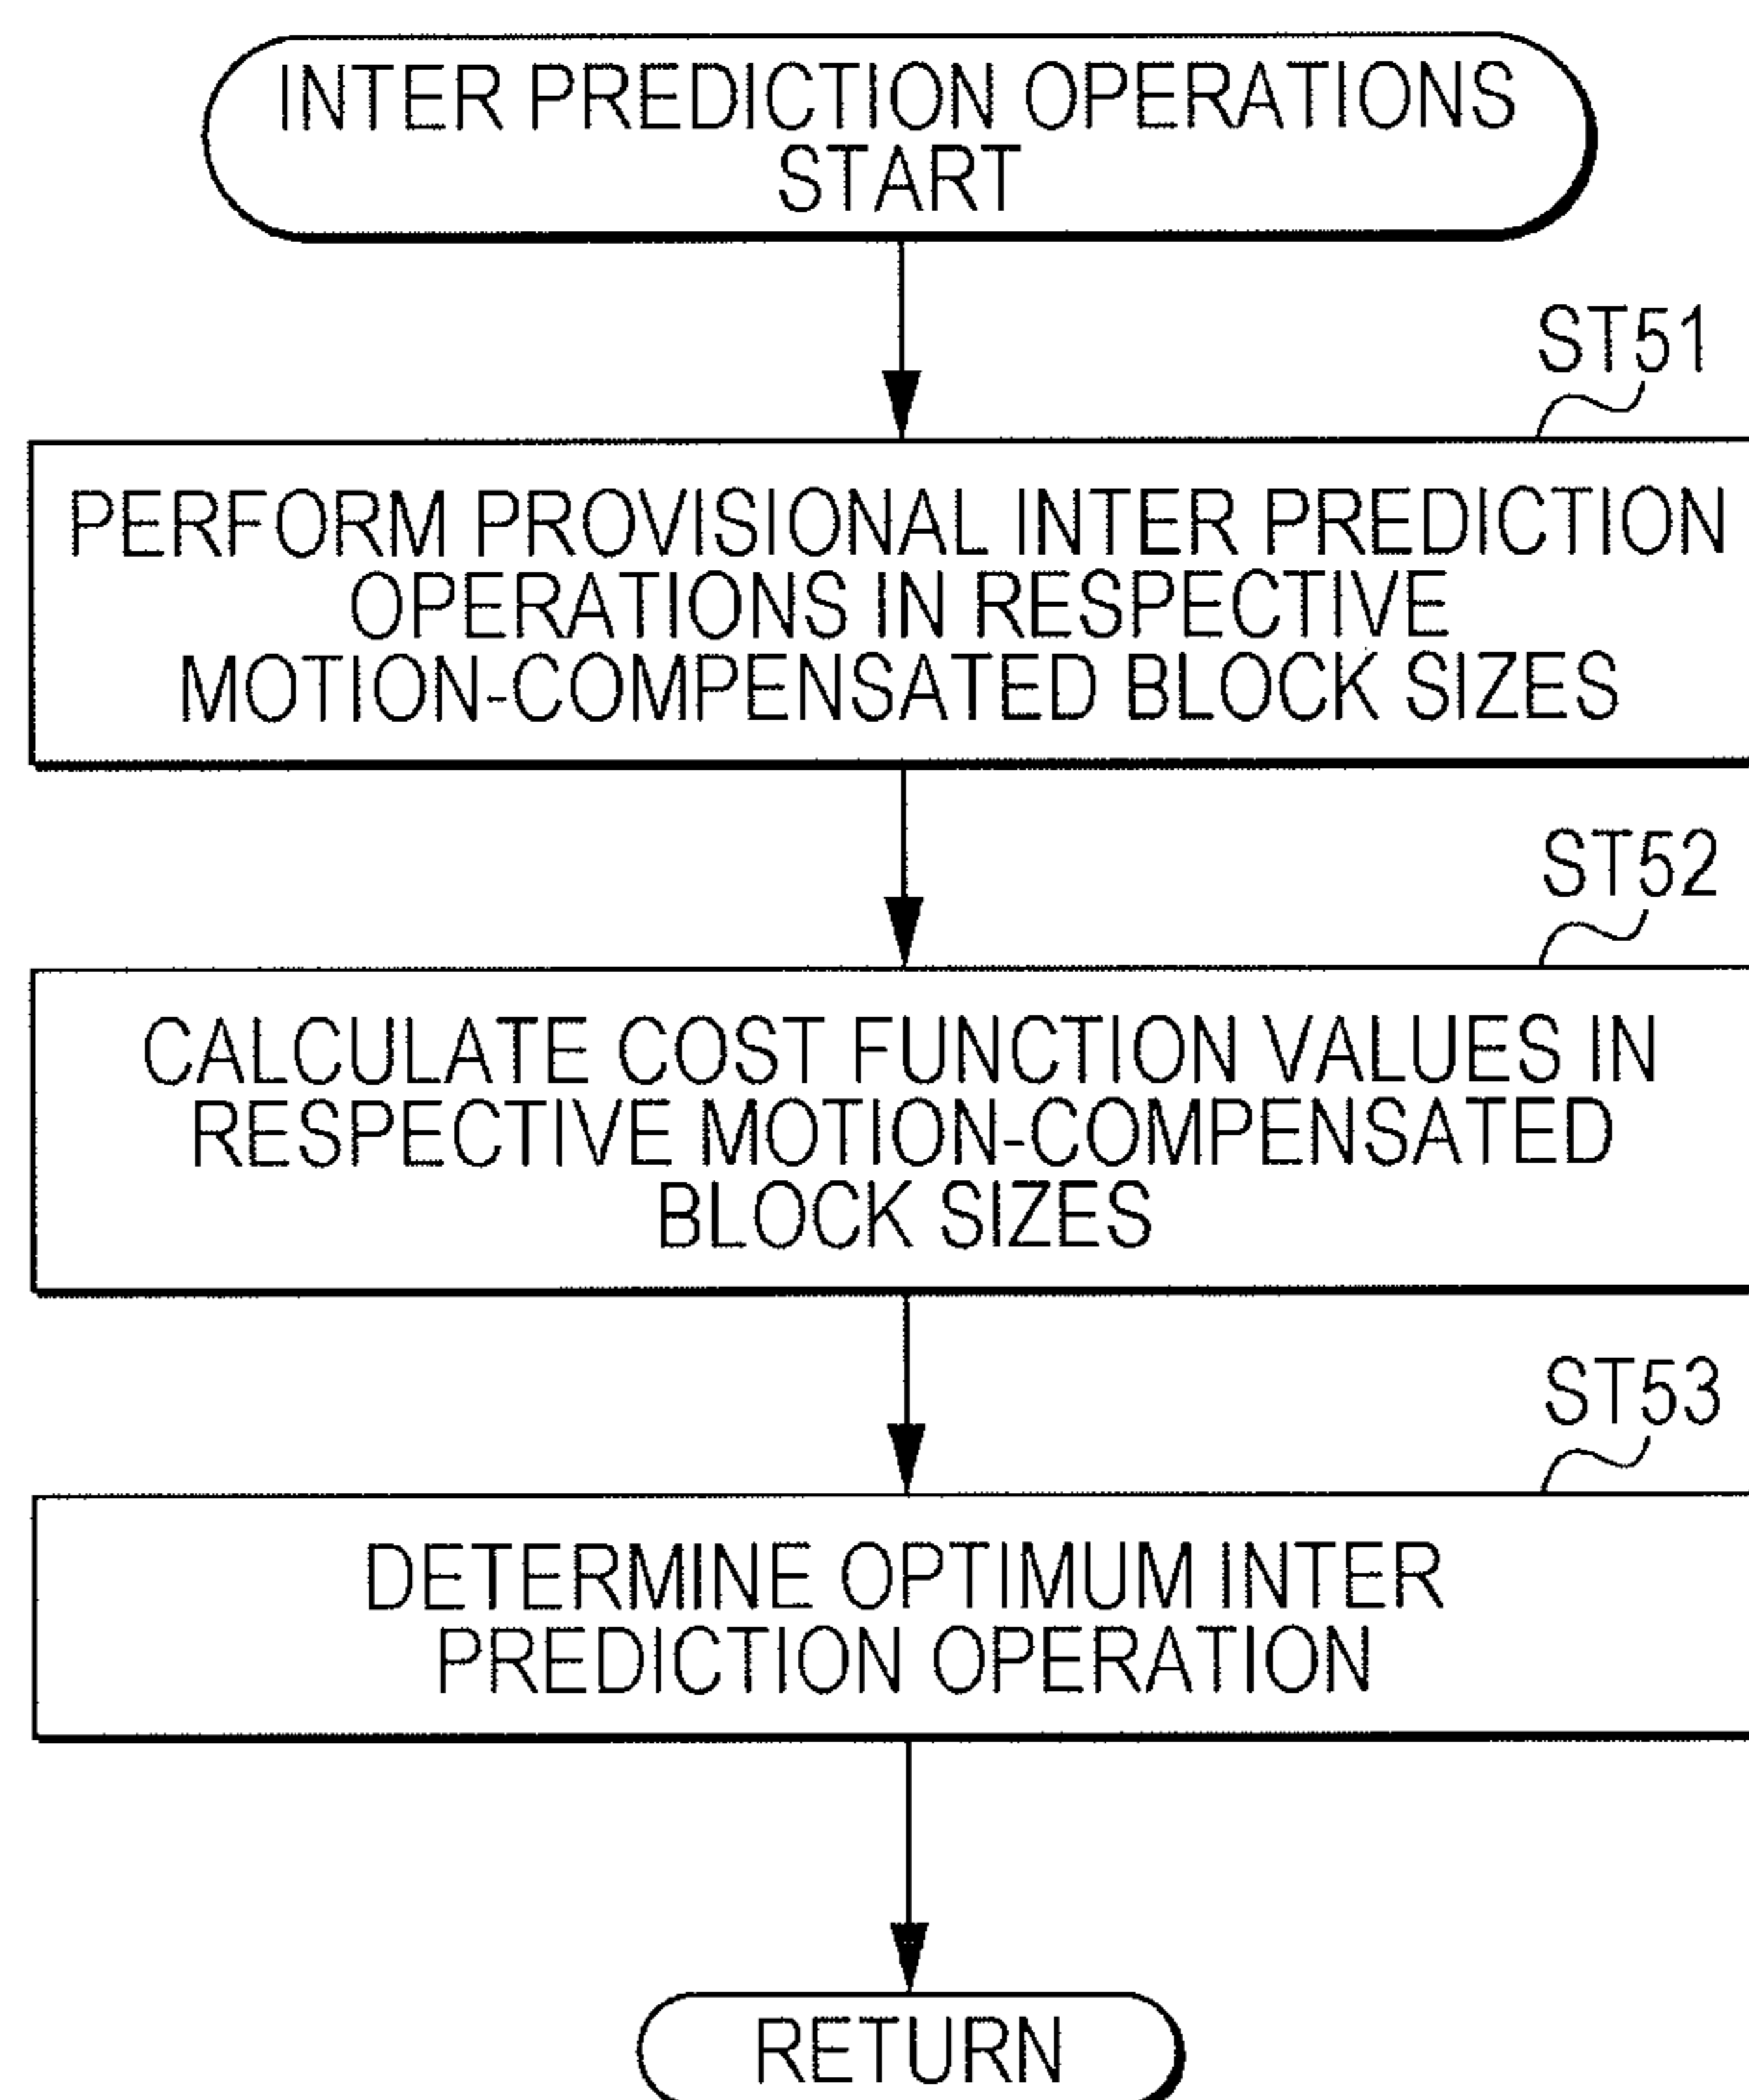 INTER PREDICTION OPERATIONS
START
ST51
PERFORM PROVISIONAL INTER PREDICTION
OPERATIONS IN RESPECTIVE
MOTION-COMPENSATED BLOCK SIZES
ST52
CALCULATE COST FUNCTION VALUES IN
RESPECTIVE MOTION-COMPENSATED
BLOCK SIZES
ST53
DETERMINE OPTIMUM INTER
PREDICTION OPERATION
RETURN